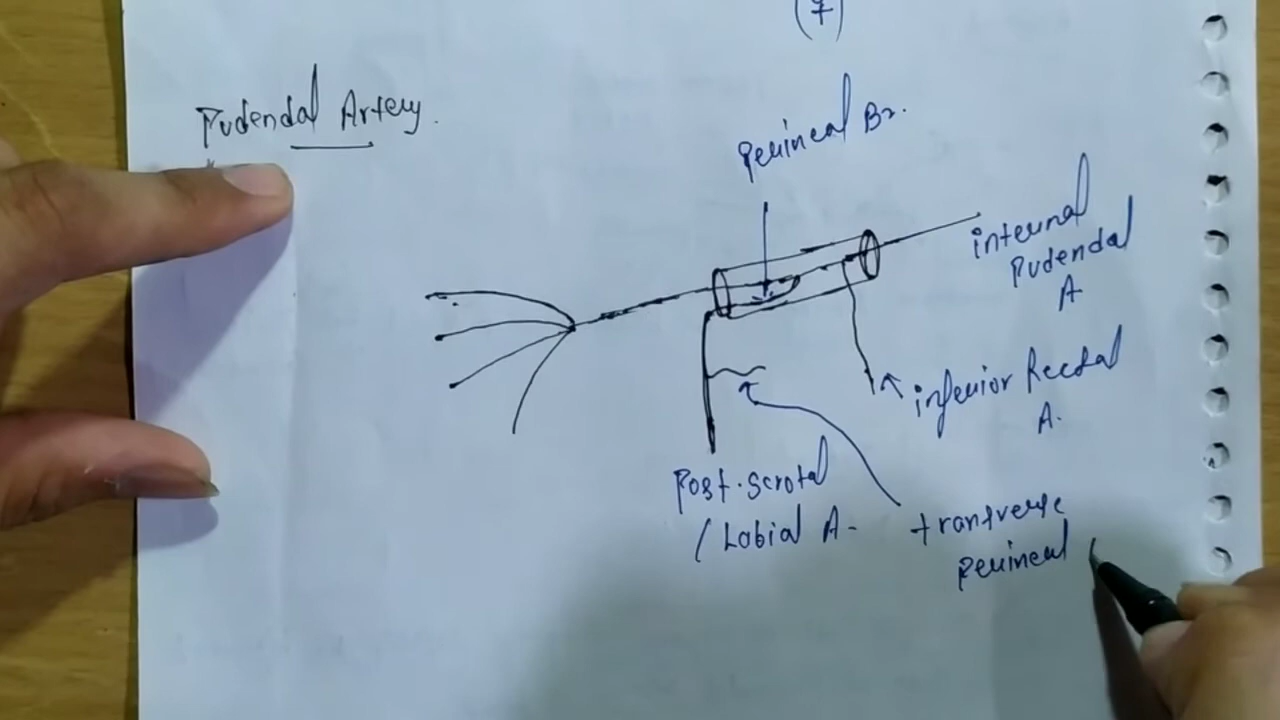 (7)
Pudendal Artery.
Perineal Br.
internal
Pudendal
A
inferior Rectal
A.
Post. Scrotal
/ Labial A-
transverse
Perineal